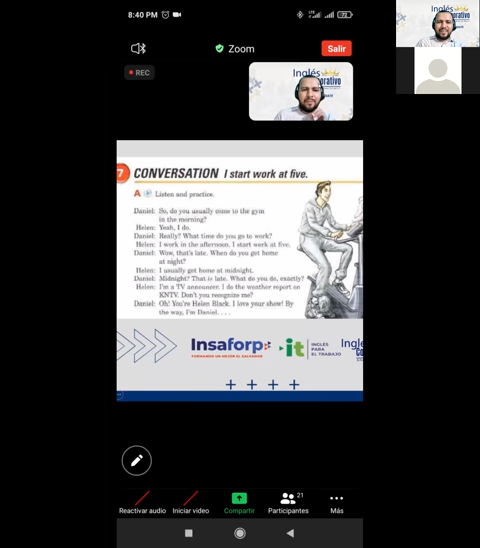 8:40 PM
72
Zoom
Salir
REC
Inglés
7 CONVERSATION I start work at five.
A Listen and practice.
Daniel: So, do you usually come to the gym
in the morning?
Helen: Yeah, I do.
Daniel: Really? What time do you go to work?
Helen: I work in the afternoon. I start work at five.
Daniel: Wow, that's late. When do you get home
at night?
Helen: I usually get home at midnight.
Daniel: Midnight? That is late. What do you do, exactly?
Helen: I'm a TV announcer. I do the weather report on
KNTV. Don't you recognize me?
Daniel: Oh! You're Helen Black. I love your show! By
the way, I'm Daniel. . . .
Insaforp
FORMANDO UN MEJOR EL SALVADOR
it
INGLÉS
PARA
EL TRABAJO
Inglé
Reactivar audio
Iniciar video
Compartir
21
Participantes
Más